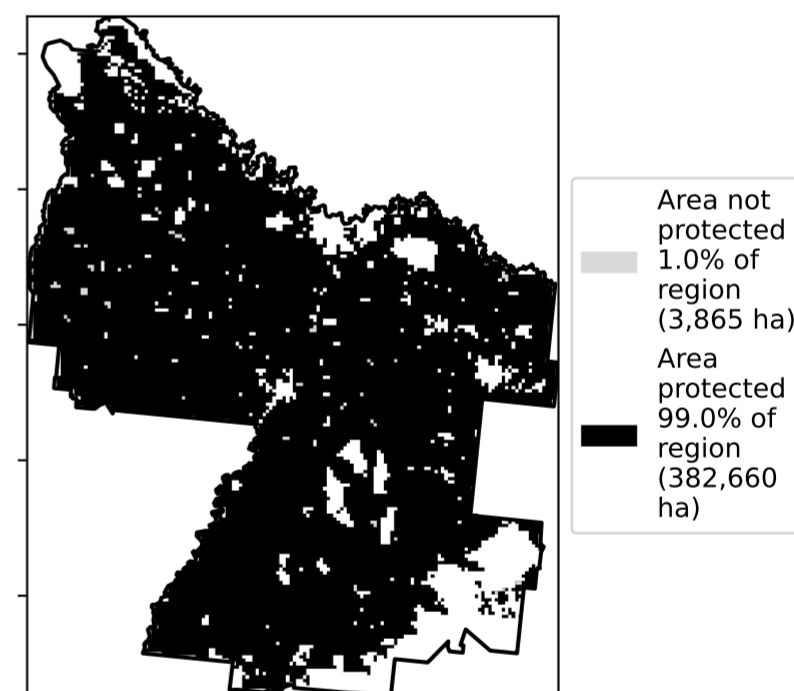 Area not
protected
1.0% of
region
(3,865 ha)
Area
protected
99.0% of
region
(382,660
ha)